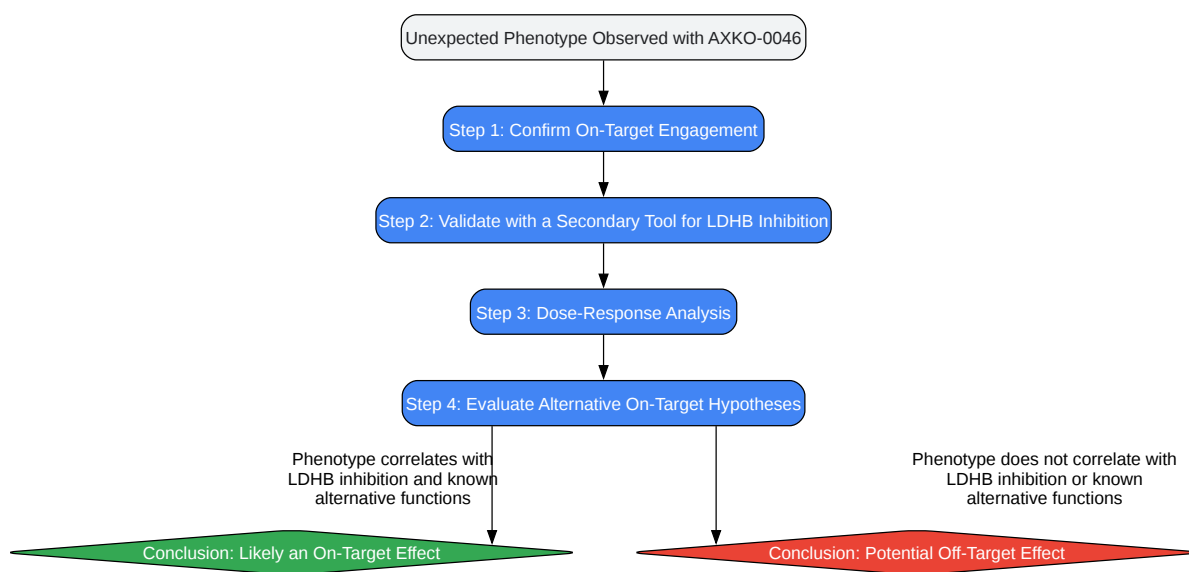 Unexpected Phenotype Observed with AXKO-0046
Step 1: Confirm On-Target Engagement
Step 2: Validate with a Secondary Tool for LDHB Inhibition
Step 3: Dose-Response Analysis
Step 4: Evaluate Alternative On-Target Hypotheses
Phenotype correlates with
LDHB inhibition and known
alternative functions
Phenotype does not correlate with
LDHB inhibition or known
alternative functions
Conclusion: Likely an On-Target Effect
Conclusion: Potential Off-Target Effect